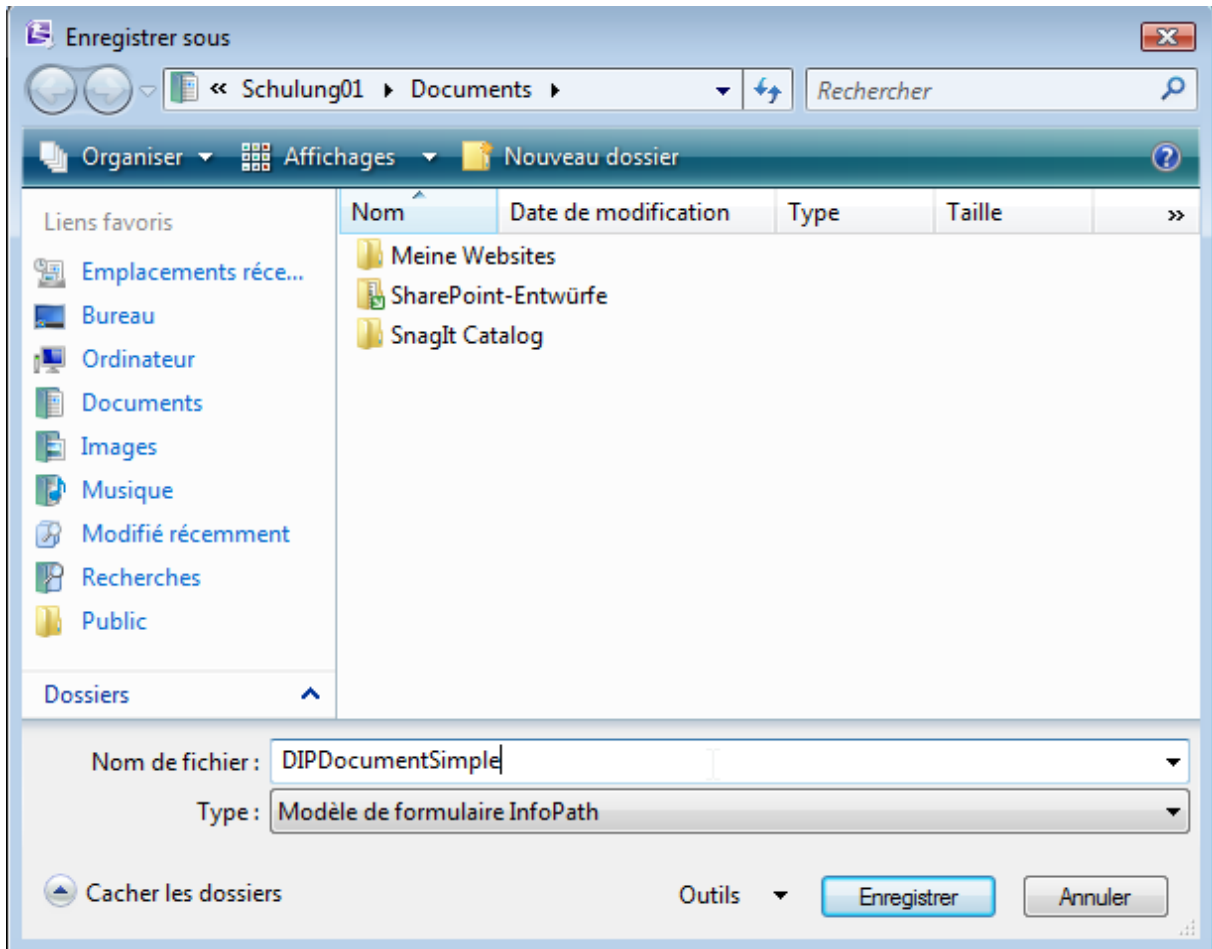 Enregistrer sous
« Schulung01 Documents Rechercher
Organiser Affichages Nouveau dossier
Liens favoris
Nom Date de modification Type Taille »
Emplacements réce...
Bureau
Ordinateur
Documents
Images
Musique
Modifié récemment
Recherches
Public
Meine Websites
SharePoint-Entwürfe
SnagIt Catalog
Dossiers
Nom de fichier : DIPDocumentSimple
Type : Modèle de formulaire InfoPath
Cacher les dossiers Outils Enregistrer Annuler